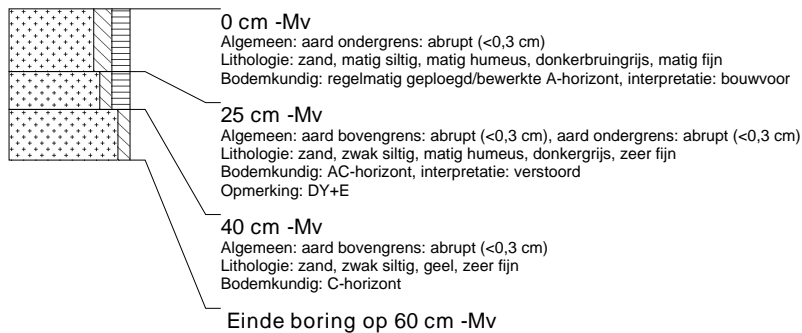 0 cm -Mv
Algemeen: aard ondergrens: abrupt (<0,3 cm)
Lithologie: zand, matig siltig, matig humeus, donkerbruingrijs, matig fijn
Bodemkundig: regelmatig geploegd/bewerkte A-horizont, interpretatie: bouwvoor
25 cm -Mv
Algemeen: aard bovengrens: abrupt (<0,3 cm), aard ondergrens: abrupt (<0,3 cm)
Lithologie: zand, zwak siltig, matig humeus, donkergrijs, zeer fijn
Bodemkundig: AC-horizont, interpretatie: verstoord
Opmerking: DY+E
40 cm -Mv
Algemeen: aard bovengrens: abrupt (<0,3 cm)
Lithologie: zand, zwak siltig, geel, zeer fijn
Bodemkundig: C-horizont
Einde boring op 60 cm -Mv